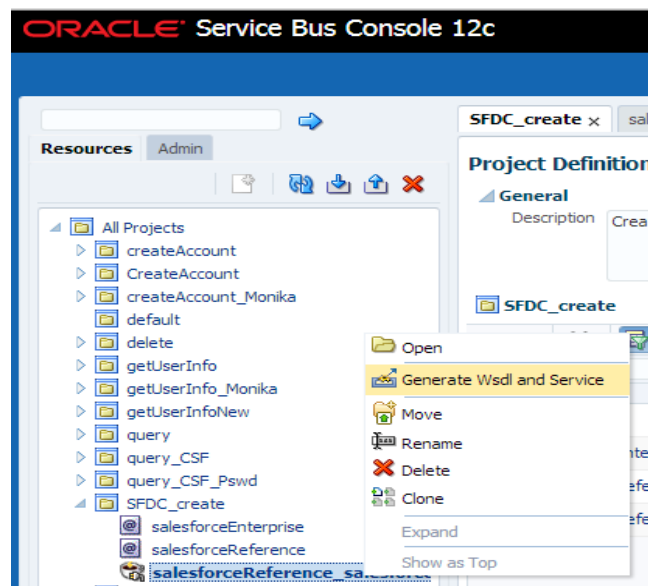 ORACLE Service Bus Console 12c
SFDC_create x
Resources Admin
Project Definition
General
Description
All Projects
createAccount
CreateAccount
createAccount_Monika
SFDC_create
default
delete
Open
getUserInfo
Generate Wsdl and Service
getUserInfo_Monika
Move
getUserInfoNew
Rename
query
Delete
query_CSF
Clone
query_CSF_Pswd
SFDC_create
salesforceEnterprise
Expand
salesforceReference
Show as Top